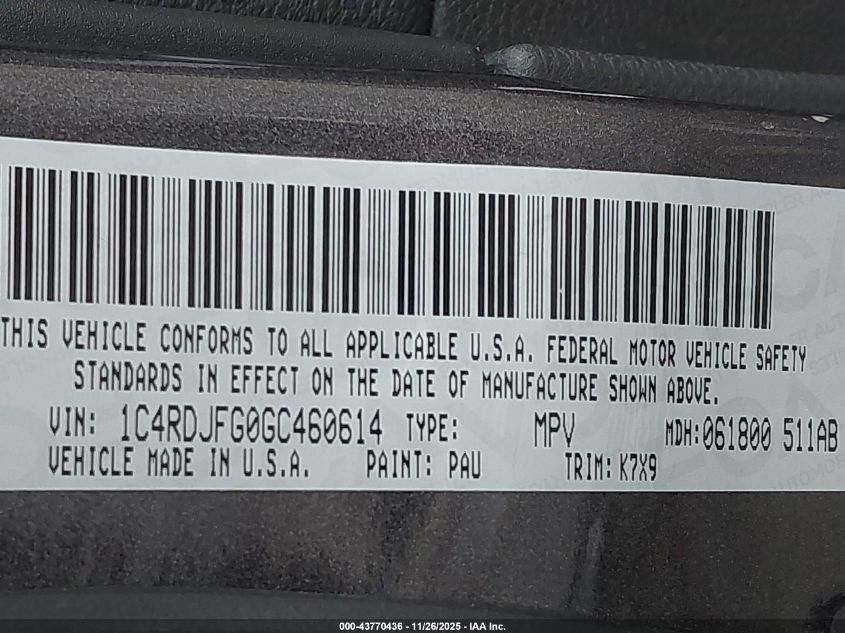 THIS VEHICLE CONFORMS TO ALL APPLICABLE U.S.A. FEDERAL MOTOR VEHICLE SAFETY
STANDARDS IN EFFECT ON THE DATE OF MANUFACTURE SHOWN ABOVE.
VIN: 1C4RDJFG0GC460614 TYPE: MPV MDH:061800 511AB
VEHICLE MADE IN U.S.A. PAINT: PAU TRIM: K7X9
000-43770436 - 11/26/2025 - IAA Inc.